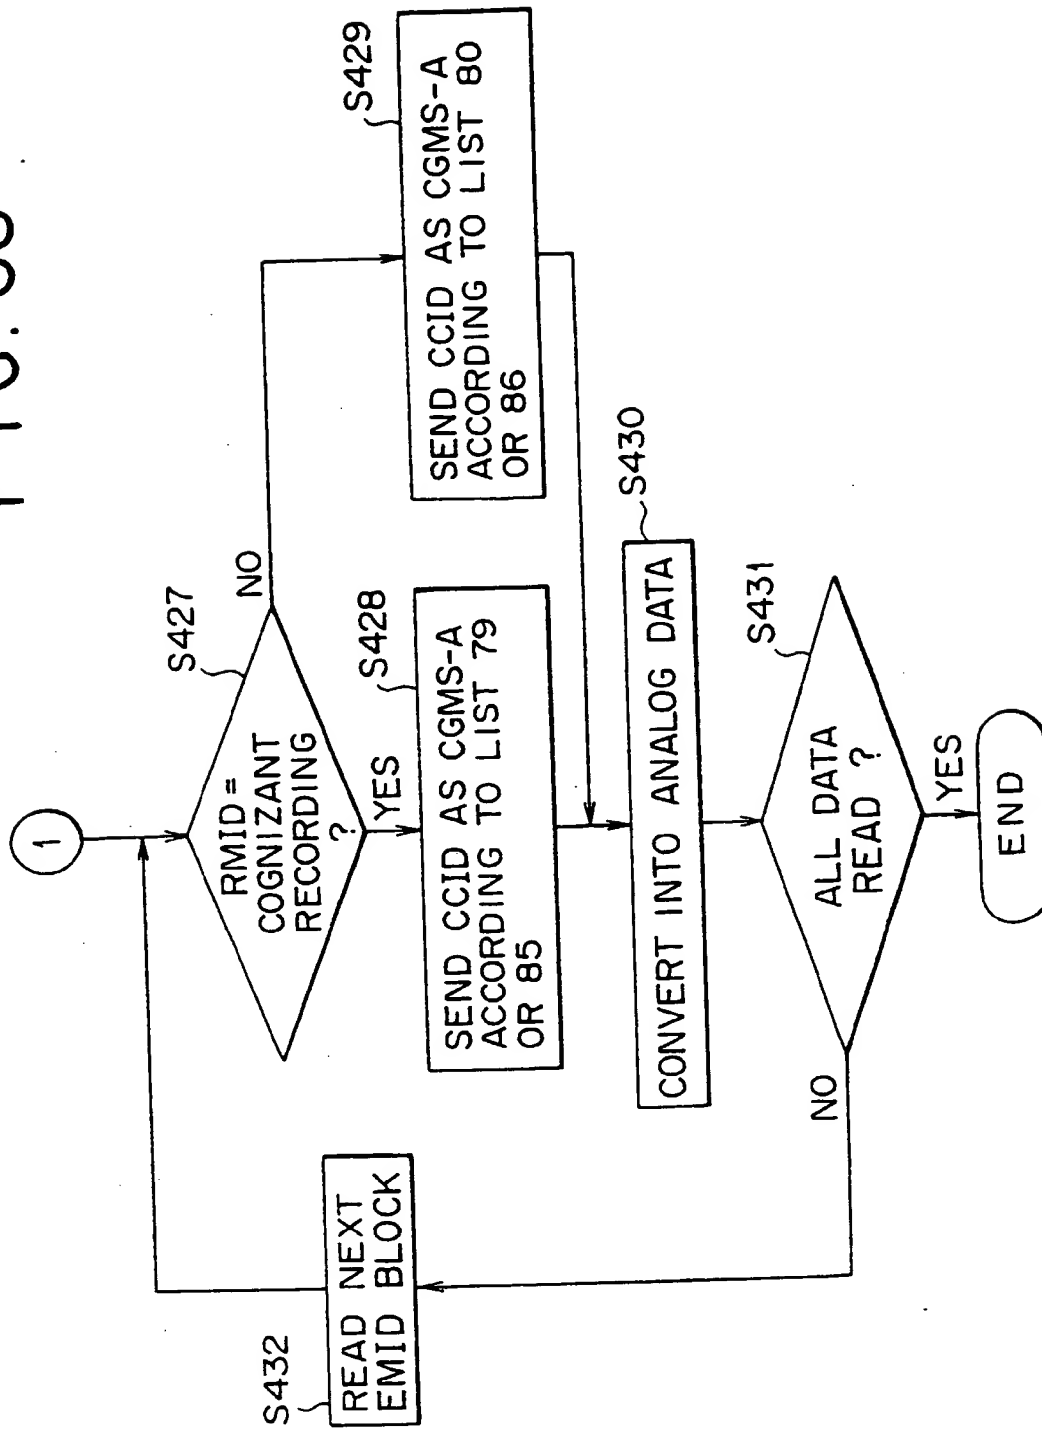 1
S427
RMID =
COGNIZANT
RECORDING
?
NO
YES
S428
SEND CCID AS CGMS-A
ACCORDING TO LIST 79
OR 85
S429
SEND CCID AS CGMS-A
ACCORDING TO LIST 80
OR 86
S430
CONVERT INTO ANALOG DATA
S431
ALL DATA
READ ?
NO
YES
S432
READ NEXT
EMID BLOCK
END